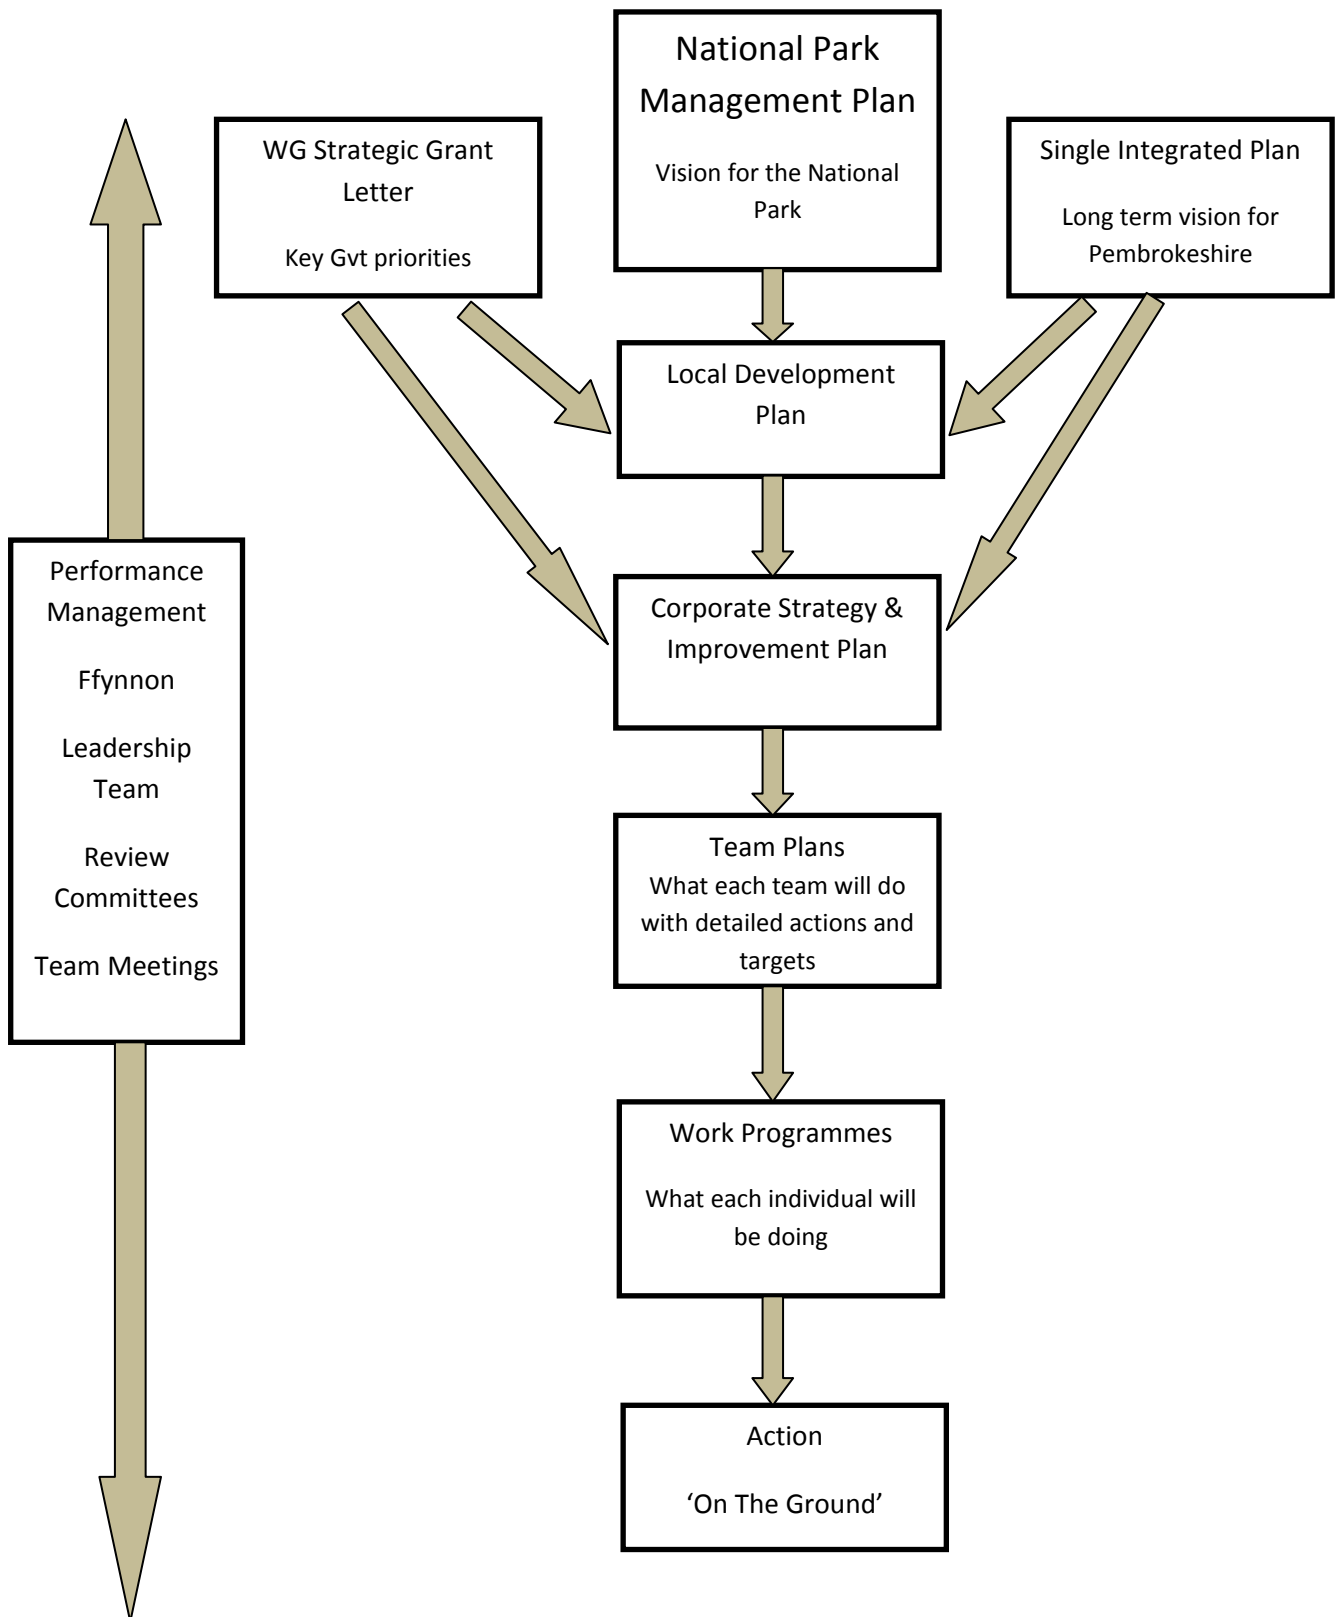 National Park
Management Plan
Vision for the National
Park
WG Strategic Grant
Letter
Key Gvt priorities
Single Integrated Plan
Long term vision for
Pembrokeshire
Local Development
Plan
Corporate Strategy &
Improvement Plan
Performance
Management
Ffynnon
Leadership
Team
Review
Committees
Team Meetings
Team Plans
What each team will do
with detailed actions and
targets
Work Programmes
What each individual will
be doing
Action
‘On The Ground’